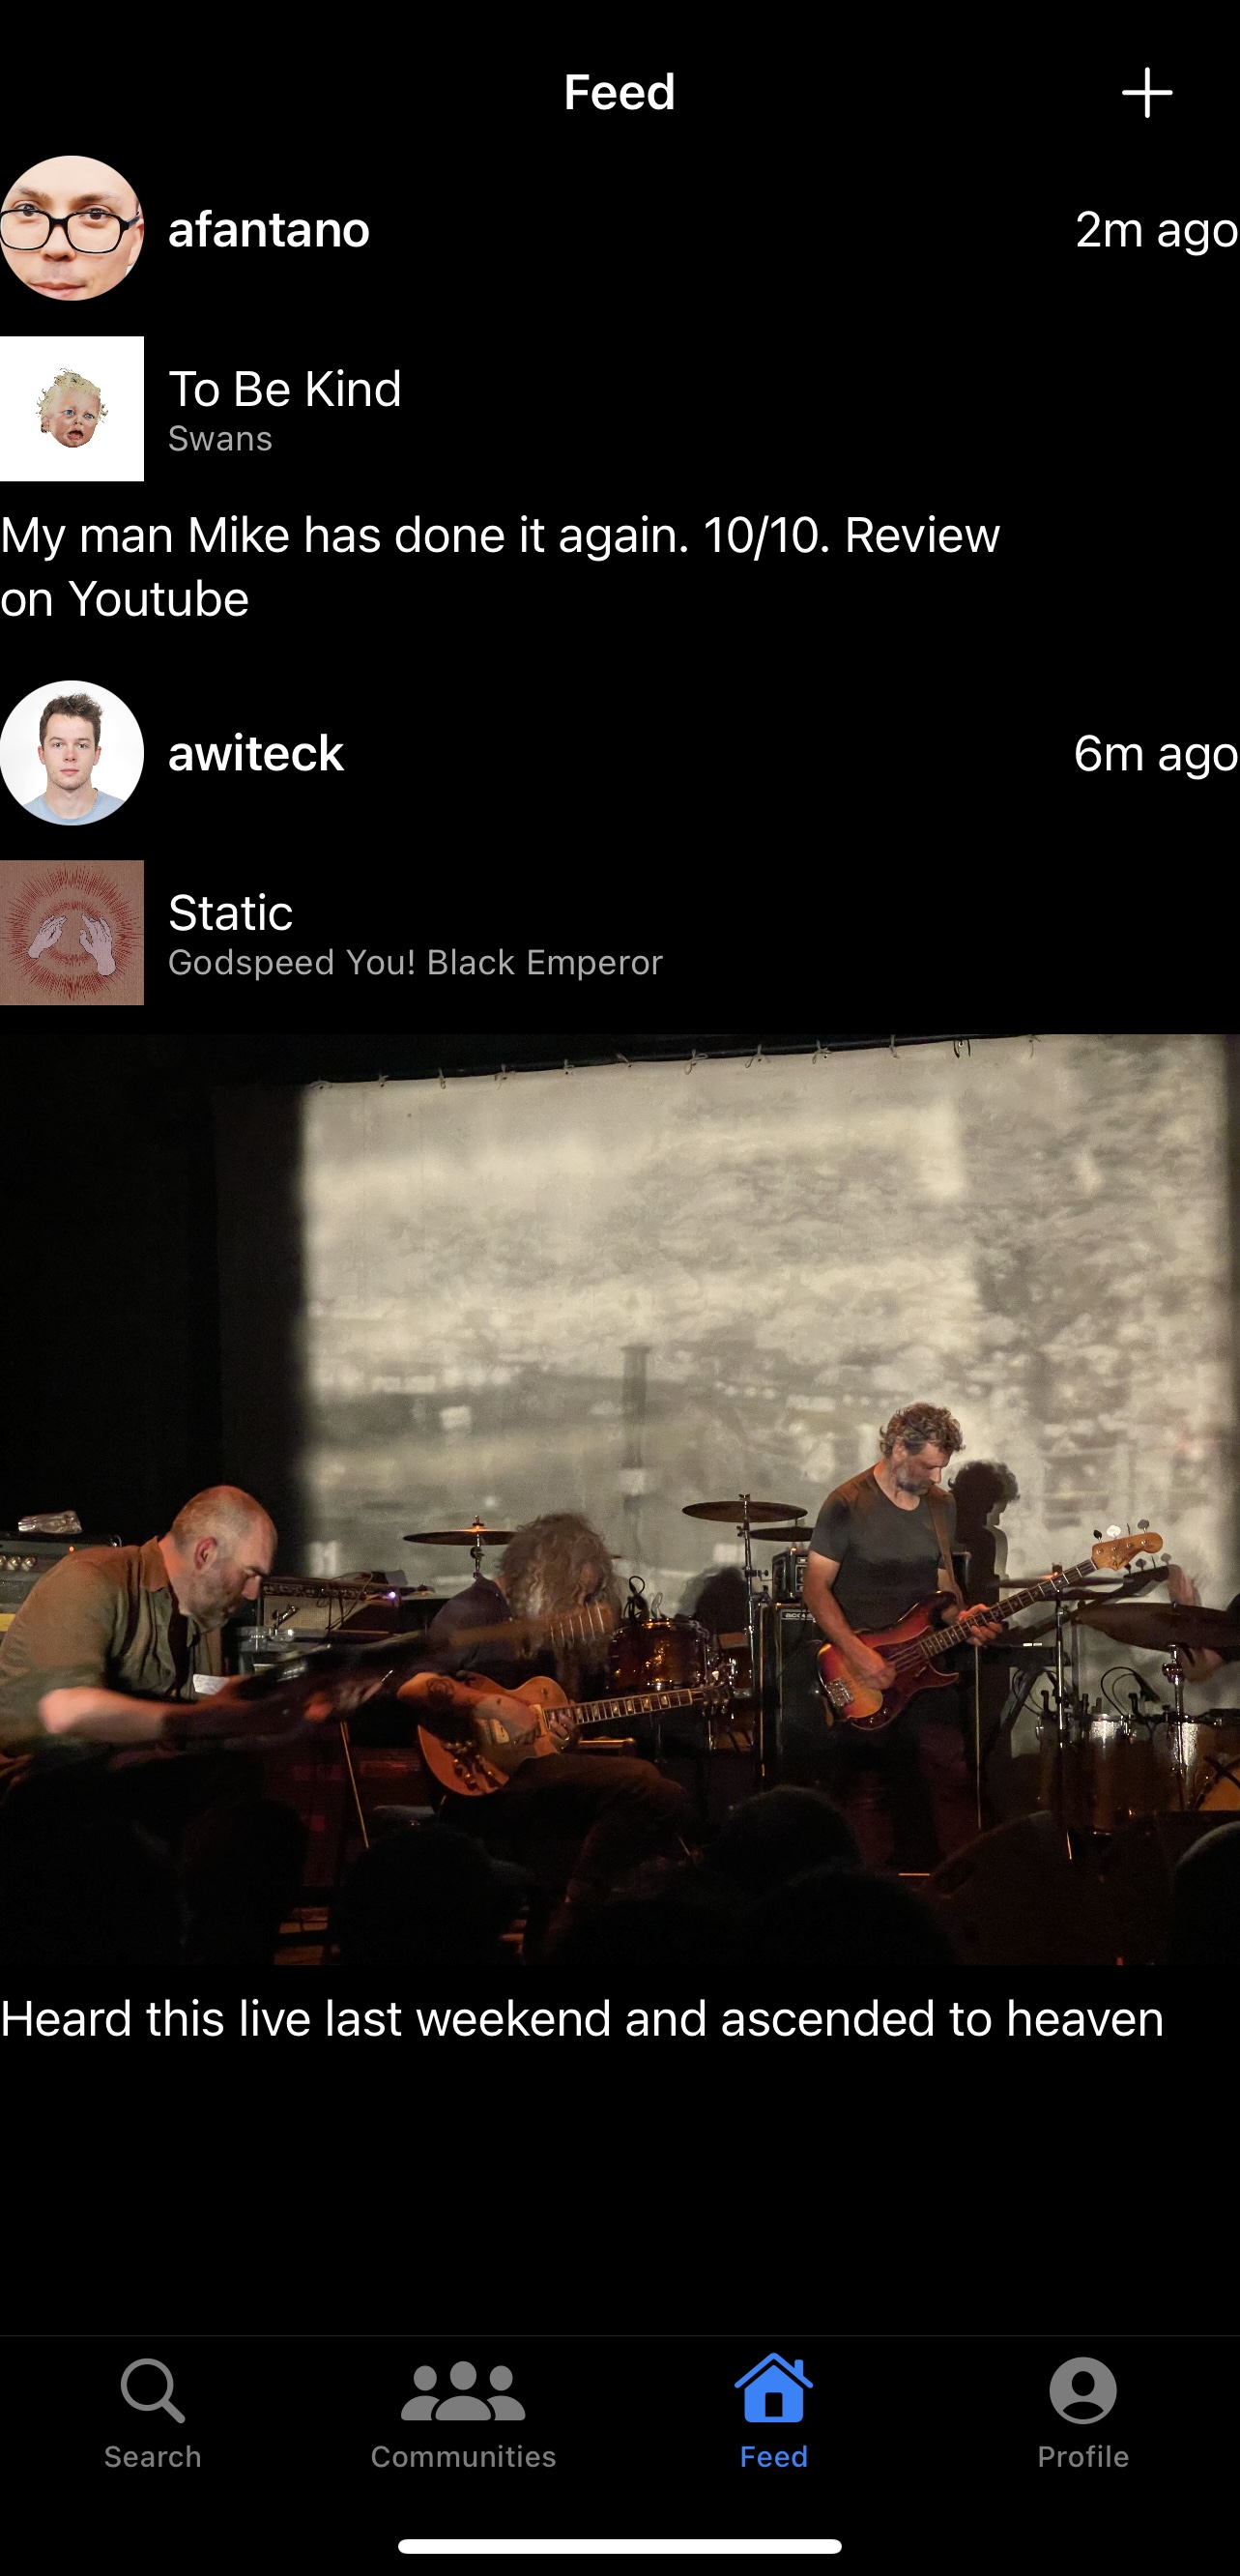 Feed
afantano
2m ago
To Be Kind
Swans
My man Mike has done it again. 10/10. Review
on Youtube
awiteck
6m ago
Static
Godspeed You! Black Emperor
Heard this live last weekend and ascended to heaven
Search
Communities
Feed
Profile